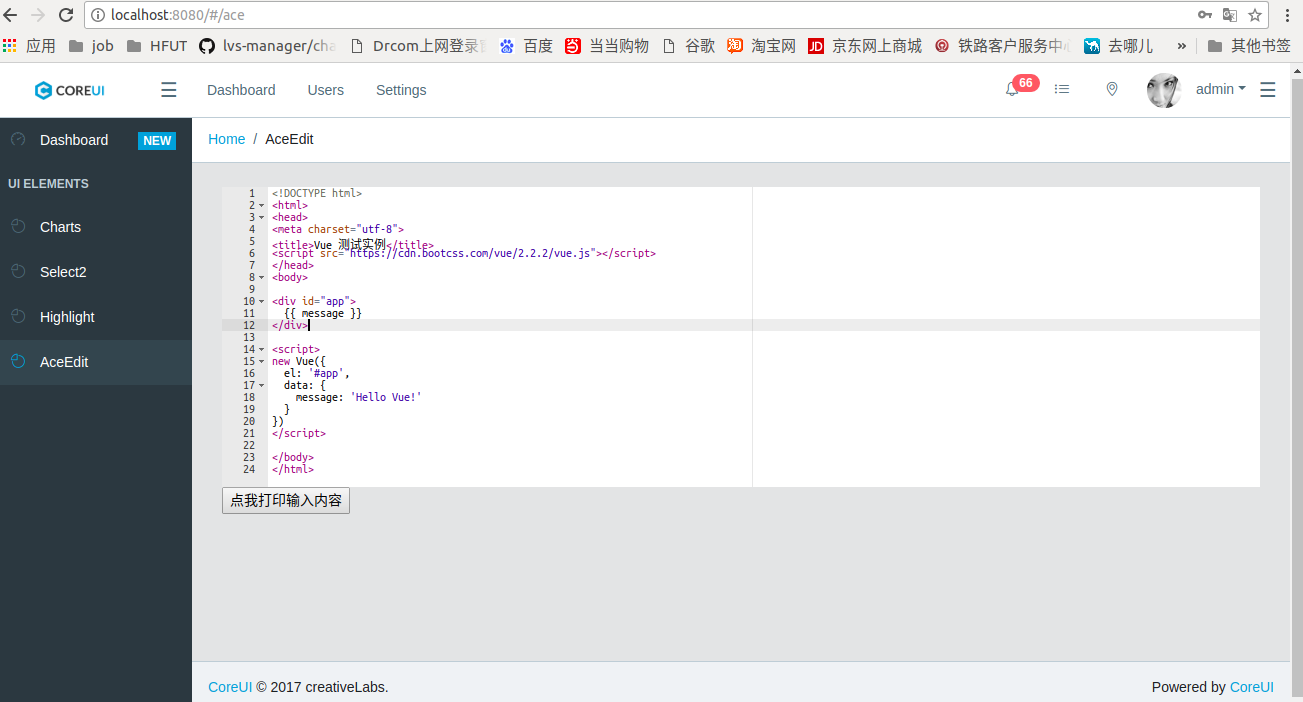 localhost:8080/#/ace
应用 job HFUT lvs-manager/cha Drcom上网登录 百度 当当购物 谷歌 淘宝网 京东网上商城 铁路客户服务中 去哪儿 » 其他书签
COREUI Dashboard Users Settings 66 admin
Dashboard NEW
UI ELEMENTS
Charts
Select2
Highlight
AceEdit
Home / AceEdit
1 <!DOCTYPE html>
2 <html>
3 <head>
4 <meta charset="utf-8">
5 <title>Vue 测试实例</title>
6 <script src="https://cdn.bootcss.com/vue/2.2.2/vue.js"></script>
7 </head>
8 <body>
9
10 <div id="app">
11   {{ message }}
12 </div>
13
14 <script>
15 new Vue({
16   el: '#app',
17   data: {
18     message: 'Hello Vue!'
19   }
20 })
21 </script>
22
23 </body>
24 </html>
点我打印输入内容
CoreUI © 2017 creativeLabs. Powered by CoreUI